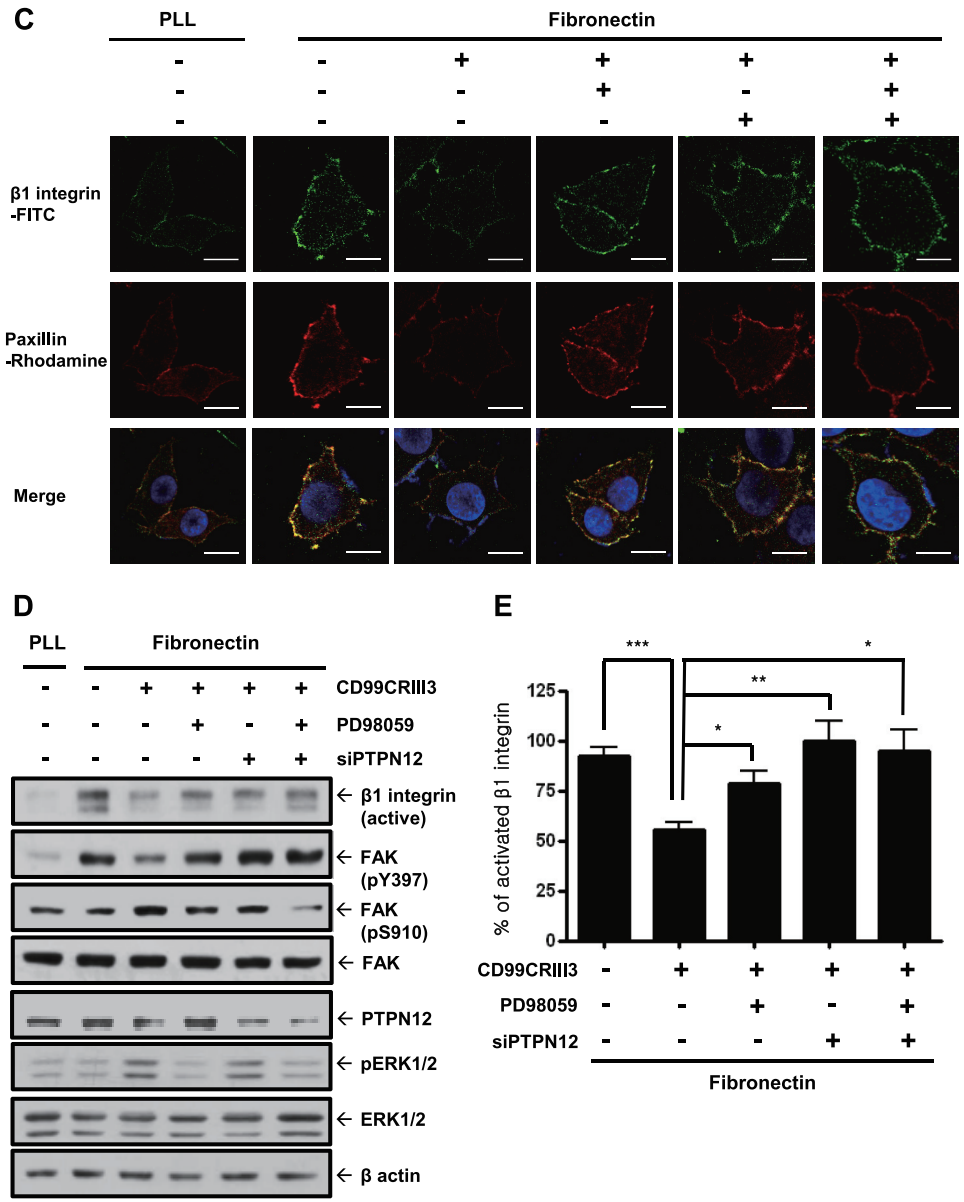 C
PLL
Fibronectin
- - + + + +
- - - + - +
- - - - + +
β1 integrin
-FITC
Paxillin
-Rhodamine
Merge
D
PLL
Fibronectin
- - + + + + CD99CRIII3
- - - + - + PD98059
- - - - + + siPTPN12
← β1 integrin
(active)
← FAK
(pY397)
← FAK
(pS910)
← FAK
← PTPN12
← pERK1/2
← ERK1/2
← β actin
E
***
*
**
*
% of activated β1 integrin
125
100
75
50
25
0
CD99CRIII3 - + + + +
PD98059 - - + - +
siPTPN12 - - - + +
Fibronectin